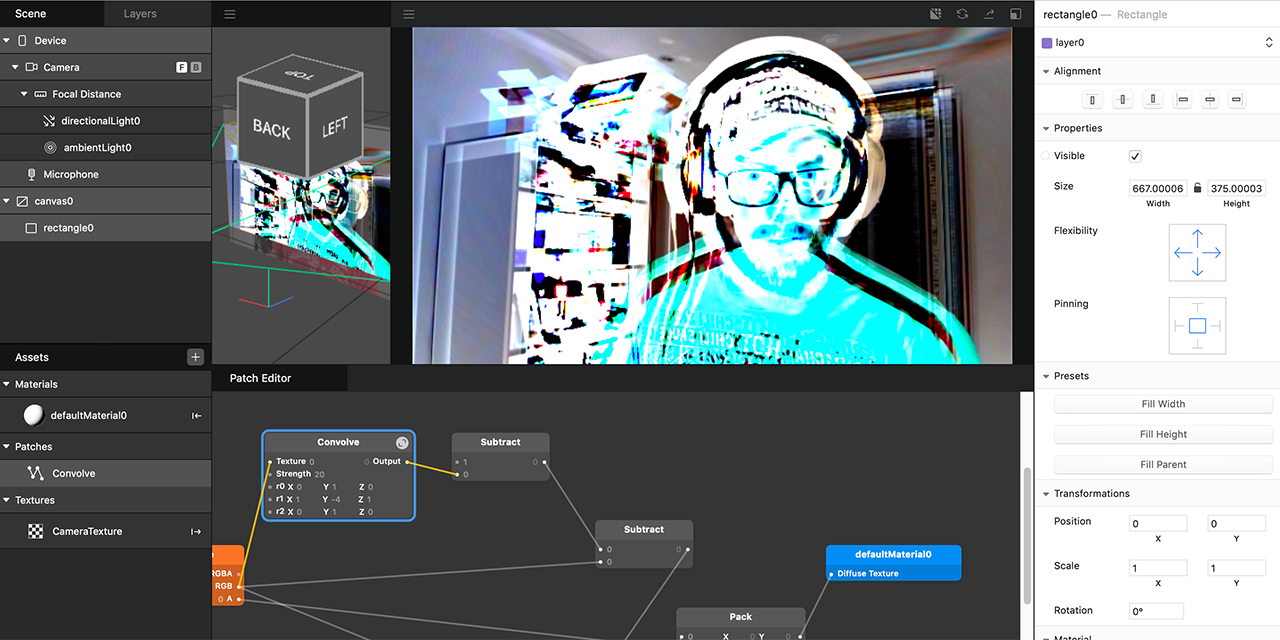 Scene
Layers
Device
Camera
F B
Focal Distance
directionalLight0
ambientLight0
Microphone
canvas0
rectangle0
Assets
+
Materials
defaultMaterial0
Patches
Convolve
Textures
CameraTexture
TOP
BACK
LEFT
Patch Editor
Convolve
Texture 0 0 Output
Strength 20
r0 X 0 Y 1 Z 0
r1 X 1 Y -4 Z 1
r2 X 0 Y 1 Z 0
Subtract
1 0
0
Subtract
0 0
0
RGBA
RGB
0 A
defaultMaterial0
Diffuse Texture
Pack
0 X 0 Y 0
rectangle0 — Rectangle
layer0
Alignment
Properties
Visible
Size 667.00006 375.00003
Width Height
Flexibility
Pinning
Presets
Fill Width
Fill Height
Fill Parent
Transformations
Position 0 0
X Y
Scale 1 1
X Y
Rotation 0°
Material